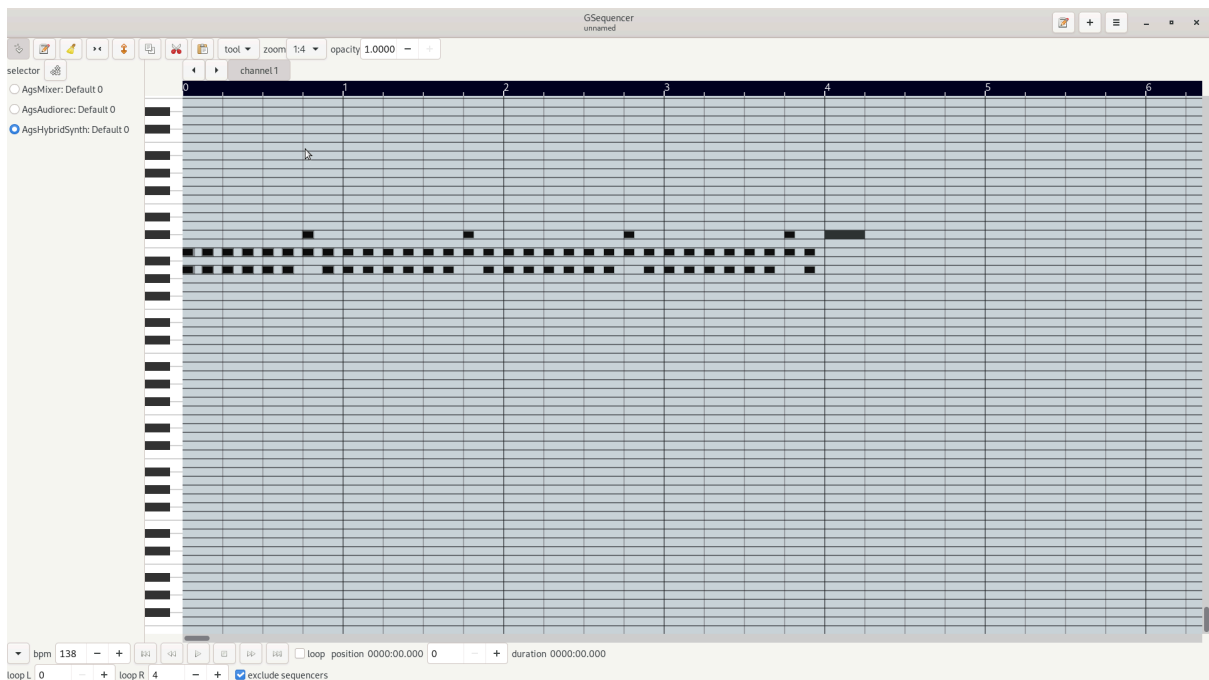 GSequencer
unnamed
tool zoom 1:4 opacity 1.0000
selector channel 1
AgsMixer: Default 0
AgsAudiorec: Default 0
AgsHybridSynth: Default 0
0 1 2 3 4 5 6
bpm 138 loop position 0000:00.000 0 duration 0000:00.000
loop L 0 loop R 4 exclude sequencers